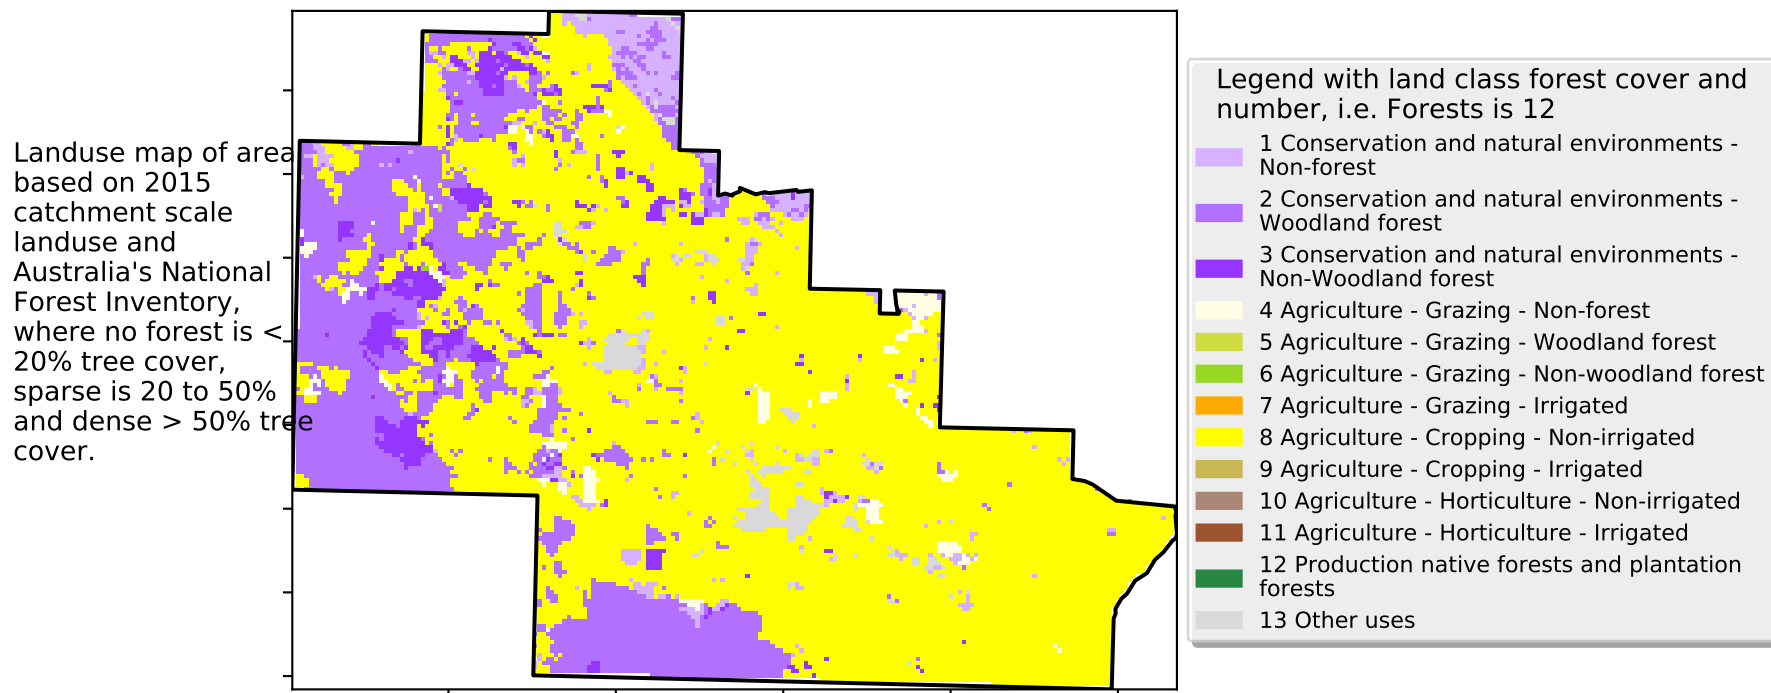 Landuse map of area
based on 2015
catchment scale
landuse and
Australia's National
Forest Inventory,
where no forest is <
20% tree cover,
sparse is 20 to 50%
and dense > 50% tree
cover.
Legend with land class forest cover and
number, i.e. Forests is 12
1 Conservation and natural environments -
Non-forest
2 Conservation and natural environments -
Woodland forest
3 Conservation and natural environments -
Non-Woodland forest
4 Agriculture - Grazing - Non-forest
5 Agriculture - Grazing - Woodland forest
6 Agriculture - Grazing - Non-woodland forest
7 Agriculture - Grazing - Irrigated
8 Agriculture - Cropping - Non-irrigated
9 Agriculture - Cropping - Irrigated
10 Agriculture - Horticulture - Non-irrigated
11 Agriculture - Horticulture - Irrigated
12 Production native forests and plantation
forests
13 Other uses